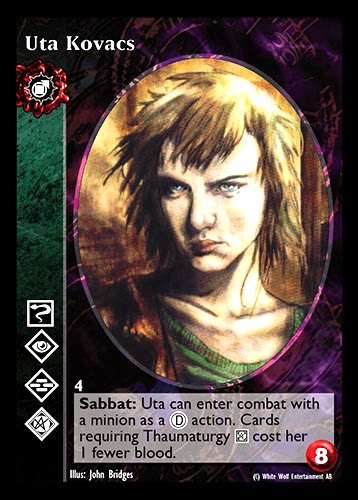 Uta Kovacs
4
Sabbat: Uta can enter combat with
a minion as a D action. Cards
requiring Thaumaturgy cost her
1 fewer blood.
8
Illus: John Bridges
(C) White Wolf Entertainment AB